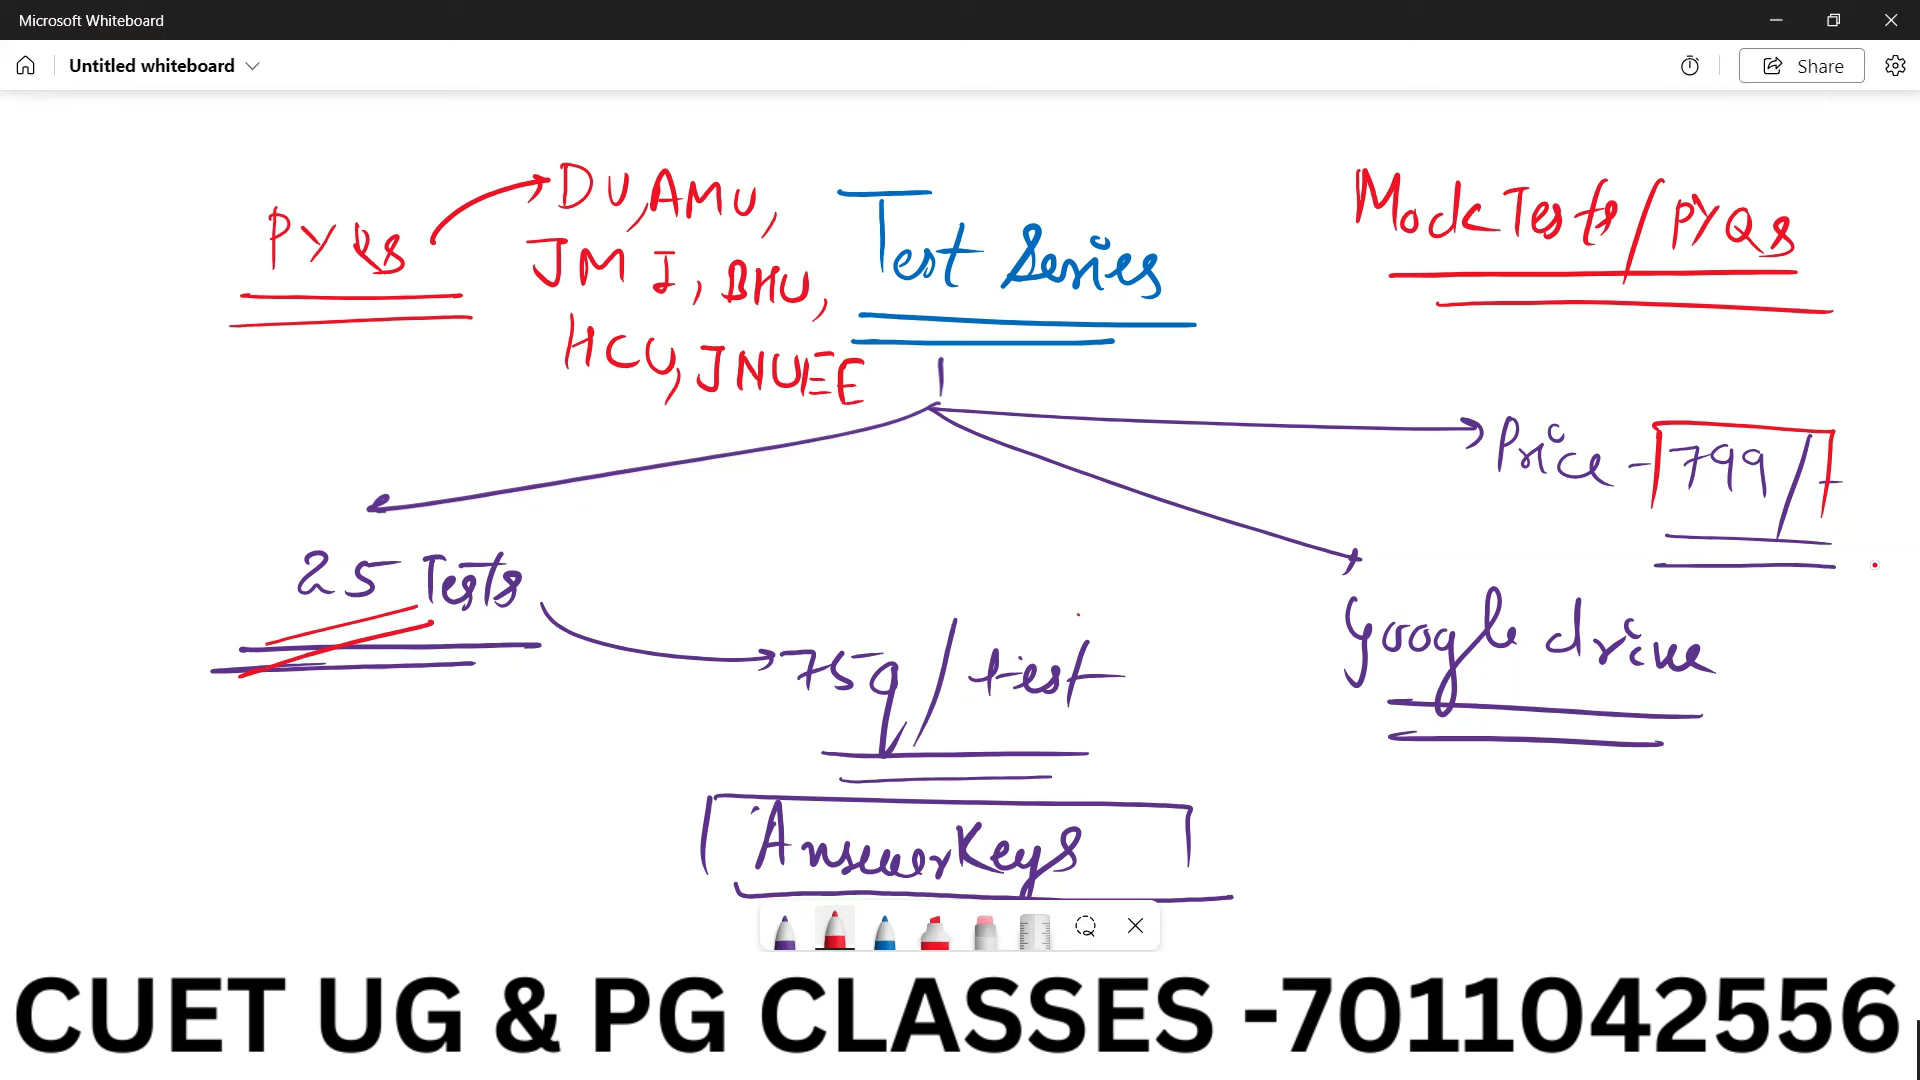 Microsoft Whiteboard
Untitled whiteboard
Share
PYQs
DU, AMU,
JMI, BHU,
HCU, JNUEE
Test Series
Mock Tests / PYQs
Price - 799/-
25 Tests
75q / test
Google drive
Answer Keys
CUET UG & PG CLASSES -7011042556